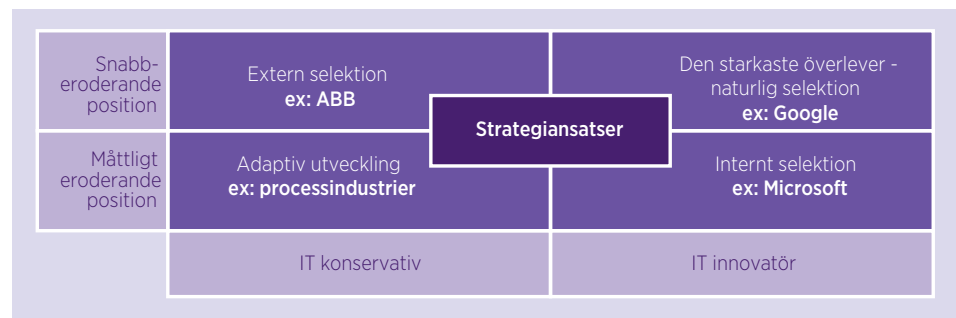 Snabb-
eroderande
position
Extern selektion
ex: ABB
Den starkaste överlever -
naturlig selektion
ex: Google
Strategiansatser
Måttligt
eroderande
position
Adaptiv utveckling
ex: processindustrier
Internt selektion
ex: Microsoft
IT konservativ
IT innovatör